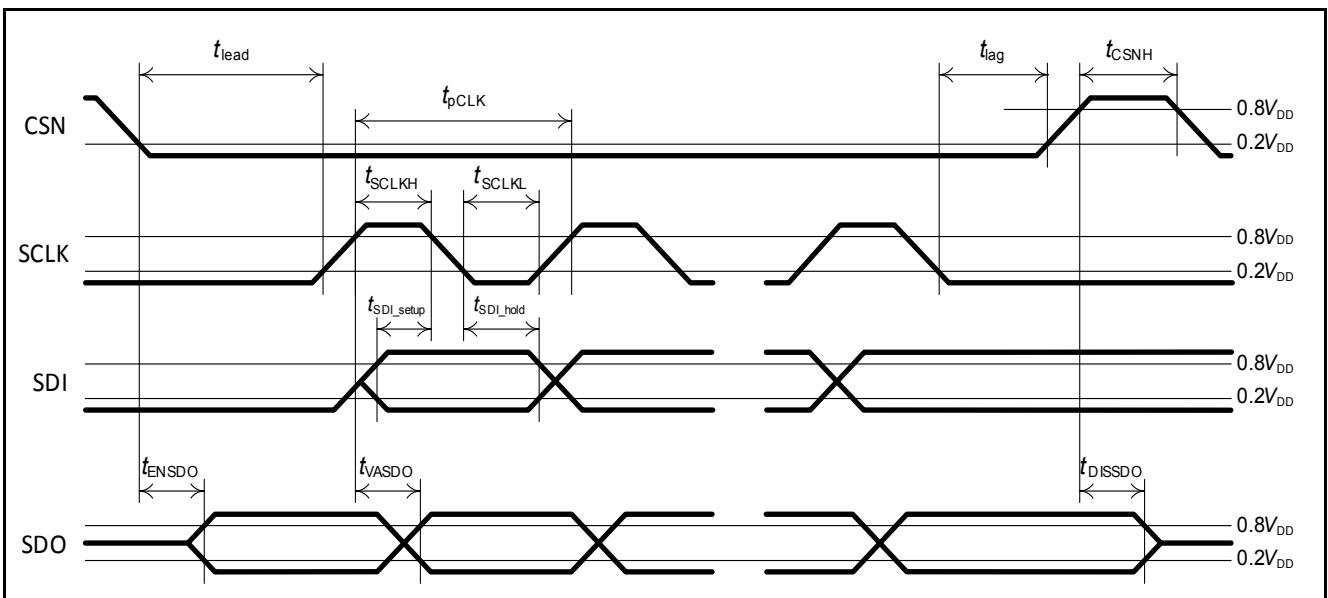 tlead
tlag
tCSNH
tpCLK
CSN
0.8VDD
0.2VDD
tSCLKH
tSCLKL
SCLK
0.8VDD
0.2VDD
tSDI_setup
tSDI_hold
SDI
0.8VDD
0.2VDD
tENSDO
tVASDO
tDISSDO
SDO
0.8VDD
0.2VDD